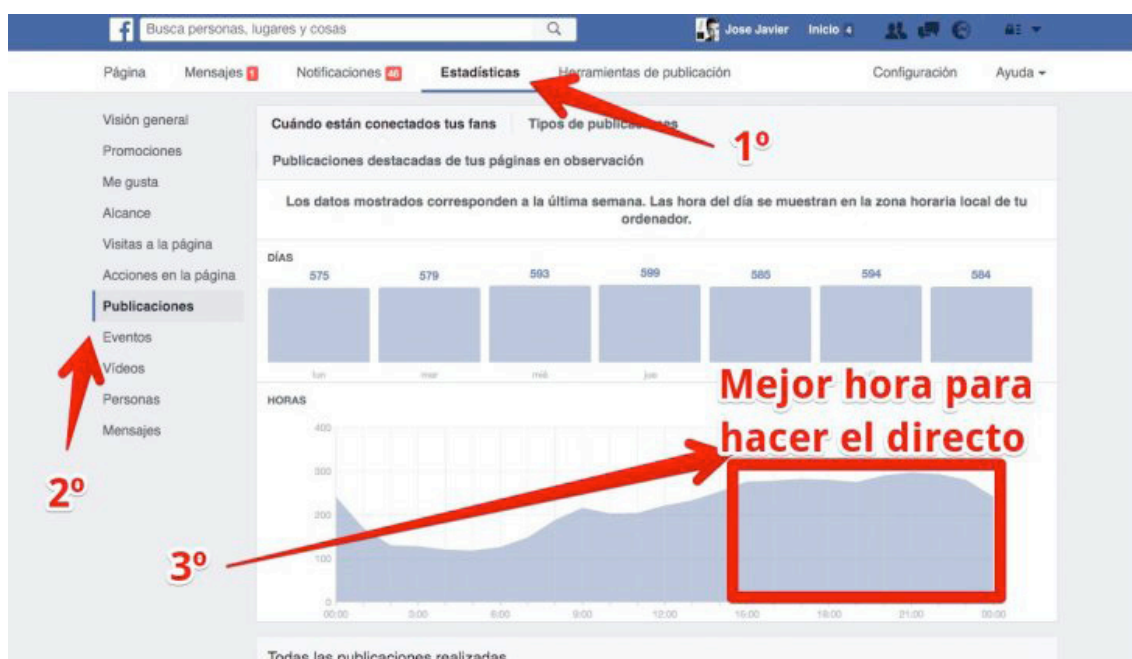 f Busca personas, lugares y cosas Jose Javier Inicio 4
Página Mensajes 1 Notificaciones 46 Estadísticas Herramientas de publicación Configuración Ayuda
Visión general
Promociones
Me gusta
Alcance
Visitas a la página
Acciones en la página
Publicaciones
Eventos
Vídeos
Personas
Mensajes
Cuándo están conectados tus fans Tipos de publicaciones
Publicaciones destacadas de tus páginas en observación
Los datos mostrados corresponden a la última semana. Las hora del día se muestran en la zona horaria local de tu
ordenador.
DÍAS
575 579 593 599 585 594 584
lun mar mié jue
HORAS
400
300
200
100
0
00:00 3:00 6:00 9:00 12:00 15:00 18:00 21:00 00:00
1º
2º
3º
Mejor hora para
hacer el directo
Todas las publicaciones realizadas